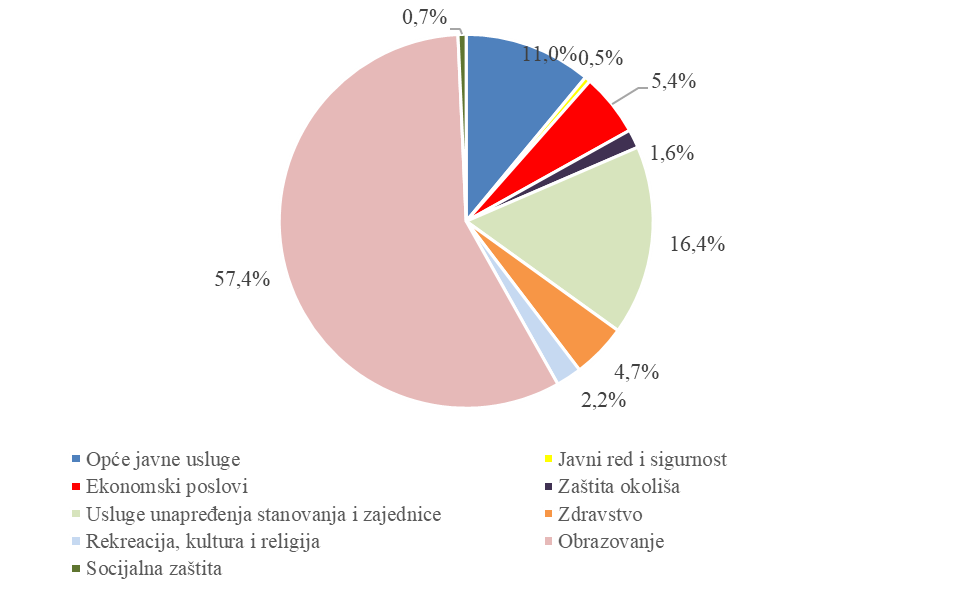 0,7%
11,0%
0,5%
5,4%
1,6%
16,4%
57,4%
4,7%
2,2%
Opće javne usluge
Javni red i sigurnost
Ekonomski poslovi
Zaštita okoliša
Usluge unapređenja stanovanja i zajednice
Zdravstvo
Rekreacija, kultura i religija
Obrazovanje
Socijalna zaštita